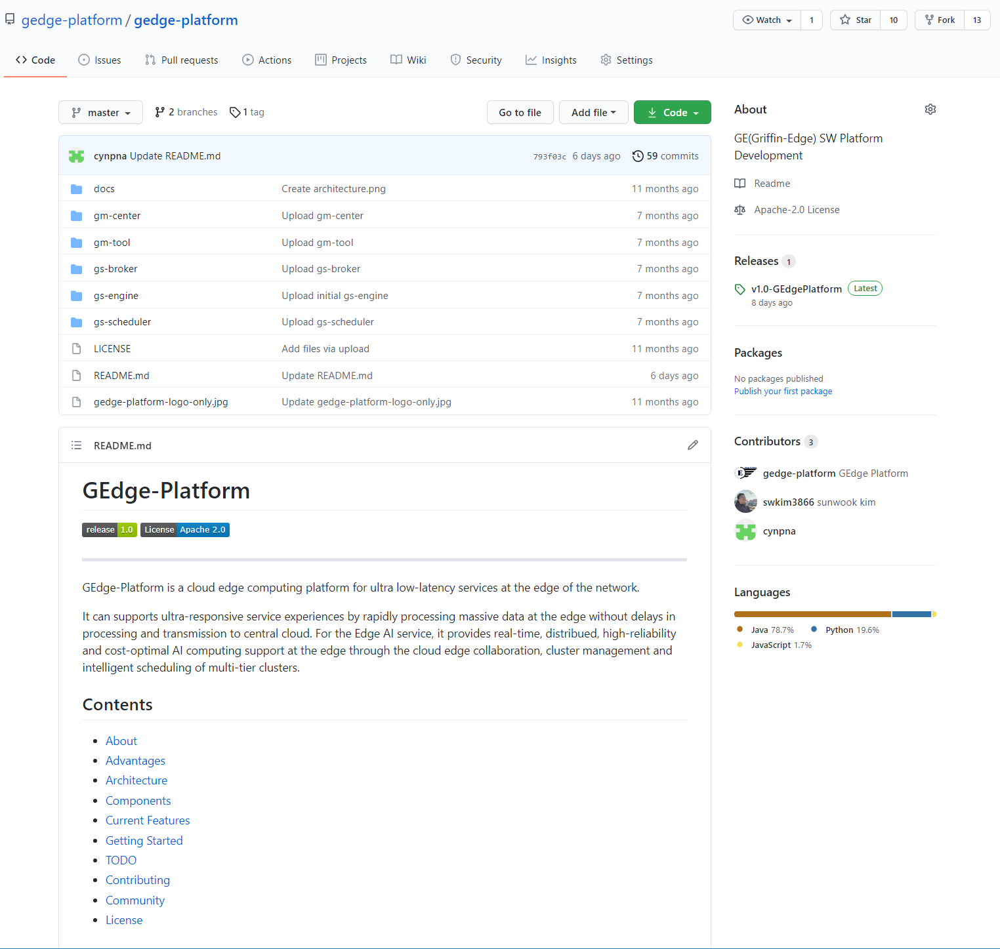 gedge-platform / gedge-platform
Watch 1 Star 10 Fork 13
Code Issues Pull requests Actions Projects Wiki Security Insights Settings
master 2 branches 1 tag Go to file Add file Code
cynpna Update README.md 793f03c 6 days ago 59 commits
docs Create architecture.png 11 months ago
gm-center Upload gm-center 7 months ago
gm-tool Upload gm-tool 7 months ago
gs-broker Upload gs-broker 7 months ago
gs-engine Upload initial gs-engine 7 months ago
gs-scheduler Upload gs-scheduler 7 months ago
LICENSE Add files via upload 11 months ago
README.md Update README.md 6 days ago
gedge-platform-logo-only.jpg Update gedge-platform-logo-only.jpg 11 months ago
README.md
GEdge-Platform
release 1.0 License Apache 2.0
GEdge-Platform is a cloud edge computing platform for ultra low-latency services at the edge of the network.
It can supports ultra-responsive service experiences by rapidly processing massive data at the edge without delays in
processing and transmission to central cloud. For the Edge AI service, it provides real-time, distribued, high-reliability
and cost-optimal AI computing support at the edge through the cloud edge collaboration, cluster management and
intelligent scheduling of multi-tier clusters.
Contents
About
Advantages
Architecture
Components
Current Features
Getting Started
TODO
Contributing
Community
License
About
GE(Griffin-Edge) SW Platform
Development
Readme
Apache-2.0 License
Releases 1
v1.0-GEdgePlatform Latest
8 days ago
Packages
No packages published
Publish your first package
Contributors 3
gedge-platform GEdge Platform
swkim3866 sunwook kim
cynpna
Languages
Java 78.7% Python 19.6%
JavaScript 1.7%